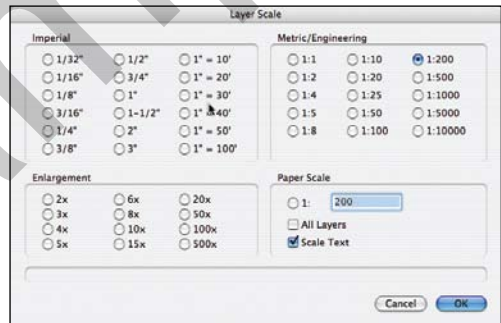 Layer Scale
Imperial
1/32" 1/2" 1" = 10'
1/16" 3/4" 1" = 20'
1/8" 1" 1" = 30'
3/16" 1-1/2" 1" = 40'
1/4" 2" 1" = 50'
3/8" 3" 1" = 100'
Metric/Engineering
1:1 1:10 1:200
1:2 1:20 1:500
1:4 1:25 1:1000
1:5 1:50 1:5000
1:8 1:100 1:10000
Enlargement
2x 6x 20x
3x 8x 50x
4x 10x 100x
5x 15x 500x
Paper Scale
1: 200
All Layers
Scale Text
Cancel OK